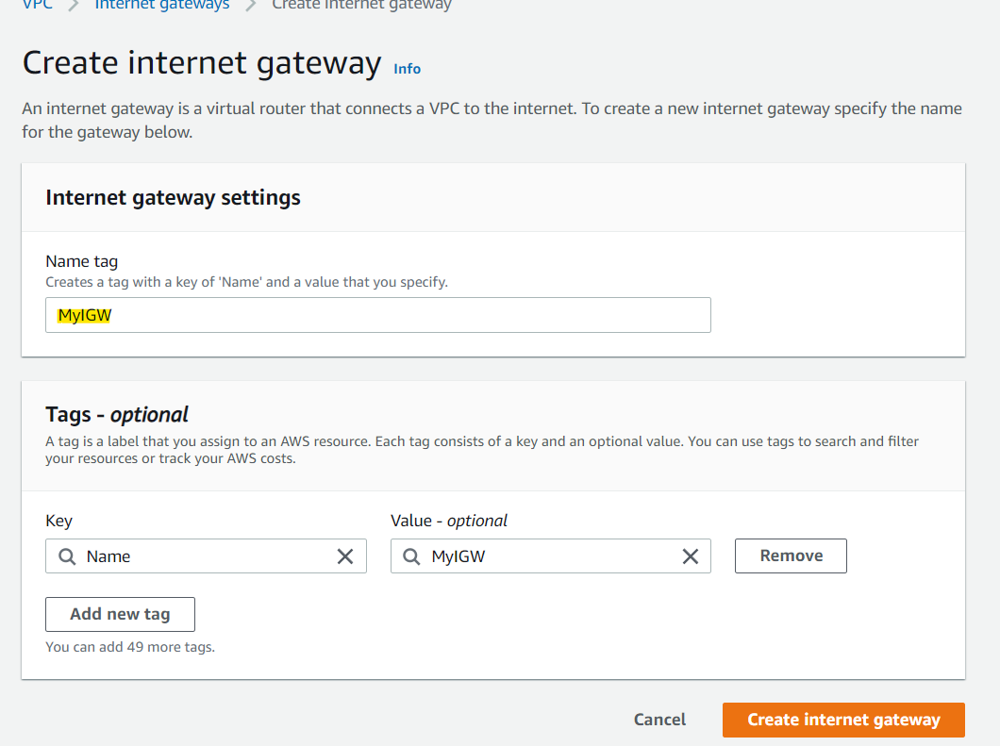 VPC > Internet gateways > Create internet gateway
Create internet gateway Info
An internet gateway is a virtual router that connects a VPC to the internet. To create a new internet gateway specify the name
for the gateway below.
Internet gateway settings
Name tag
Creates a tag with a key of 'Name' and a value that you specify.
MyIGW
Tags - optional
A tag is a label that you assign to an AWS resource. Each tag consists of a key and an optional value. You can use tags to search and filter
your resources or track your AWS costs.
Key Value - optional
Name MyIGW Remove
Add new tag
You can add 49 more tags.
Cancel Create internet gateway